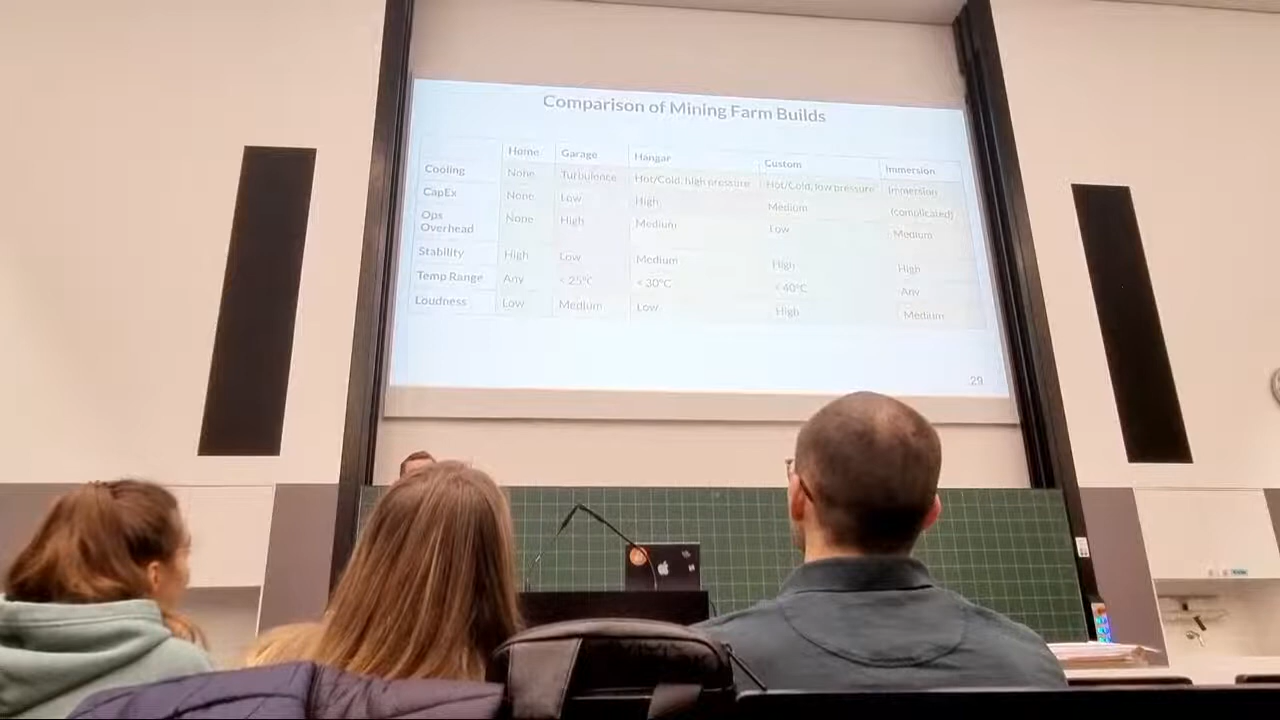 Comparison of Mining Farm Builds
Home Garage Hangar Custom Immersion
Cooling None Turbulence Hot/Cold, high pressure Hot/Cold, low pressure Immersion
CapEx None Low High Medium (complicated)
Ops
Overhead None High Medium Low Medium
Stability High Low Medium High High
Temp Range Any < 25°C < 30°C < 40°C Any
Loudness Low Medium Low High Medium
29